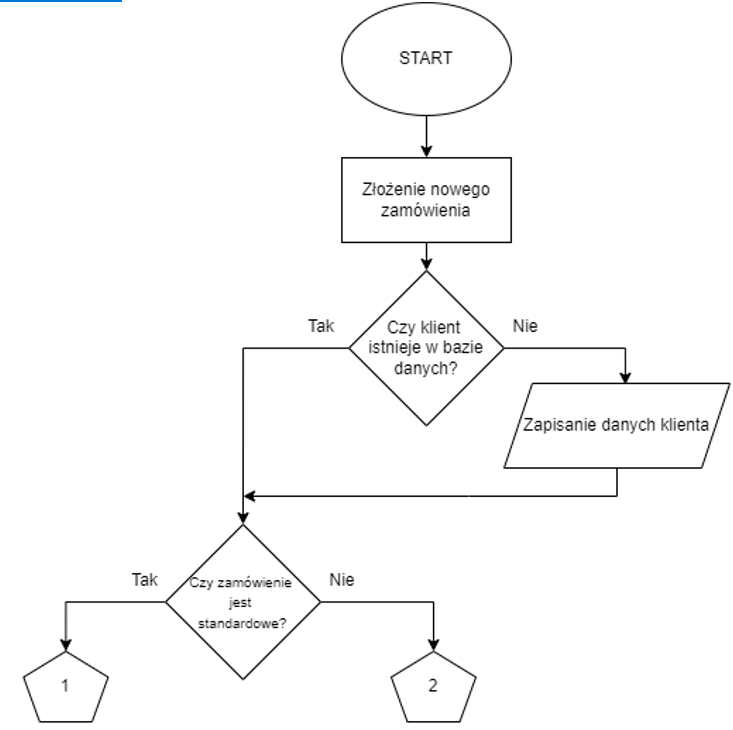 START
Złożenie nowego
zamówienia
Tak
Nie
Czy klient
istnieje w bazie
danych?
Zapisanie danych klienta
Tak
Nie
Czy zamówienie
jest
standardowe?
1
2